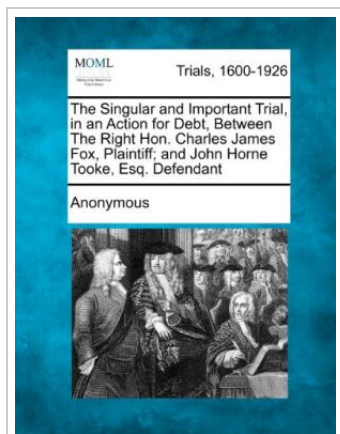 MOML
Trials, 1600-1926
The Singular and Important Trial,
in an Action for Debt, Between
The Right Hon. Charles James
Fox, Plaintiff; and John Horne
Tooke, Esq. Defendant
Anonymous